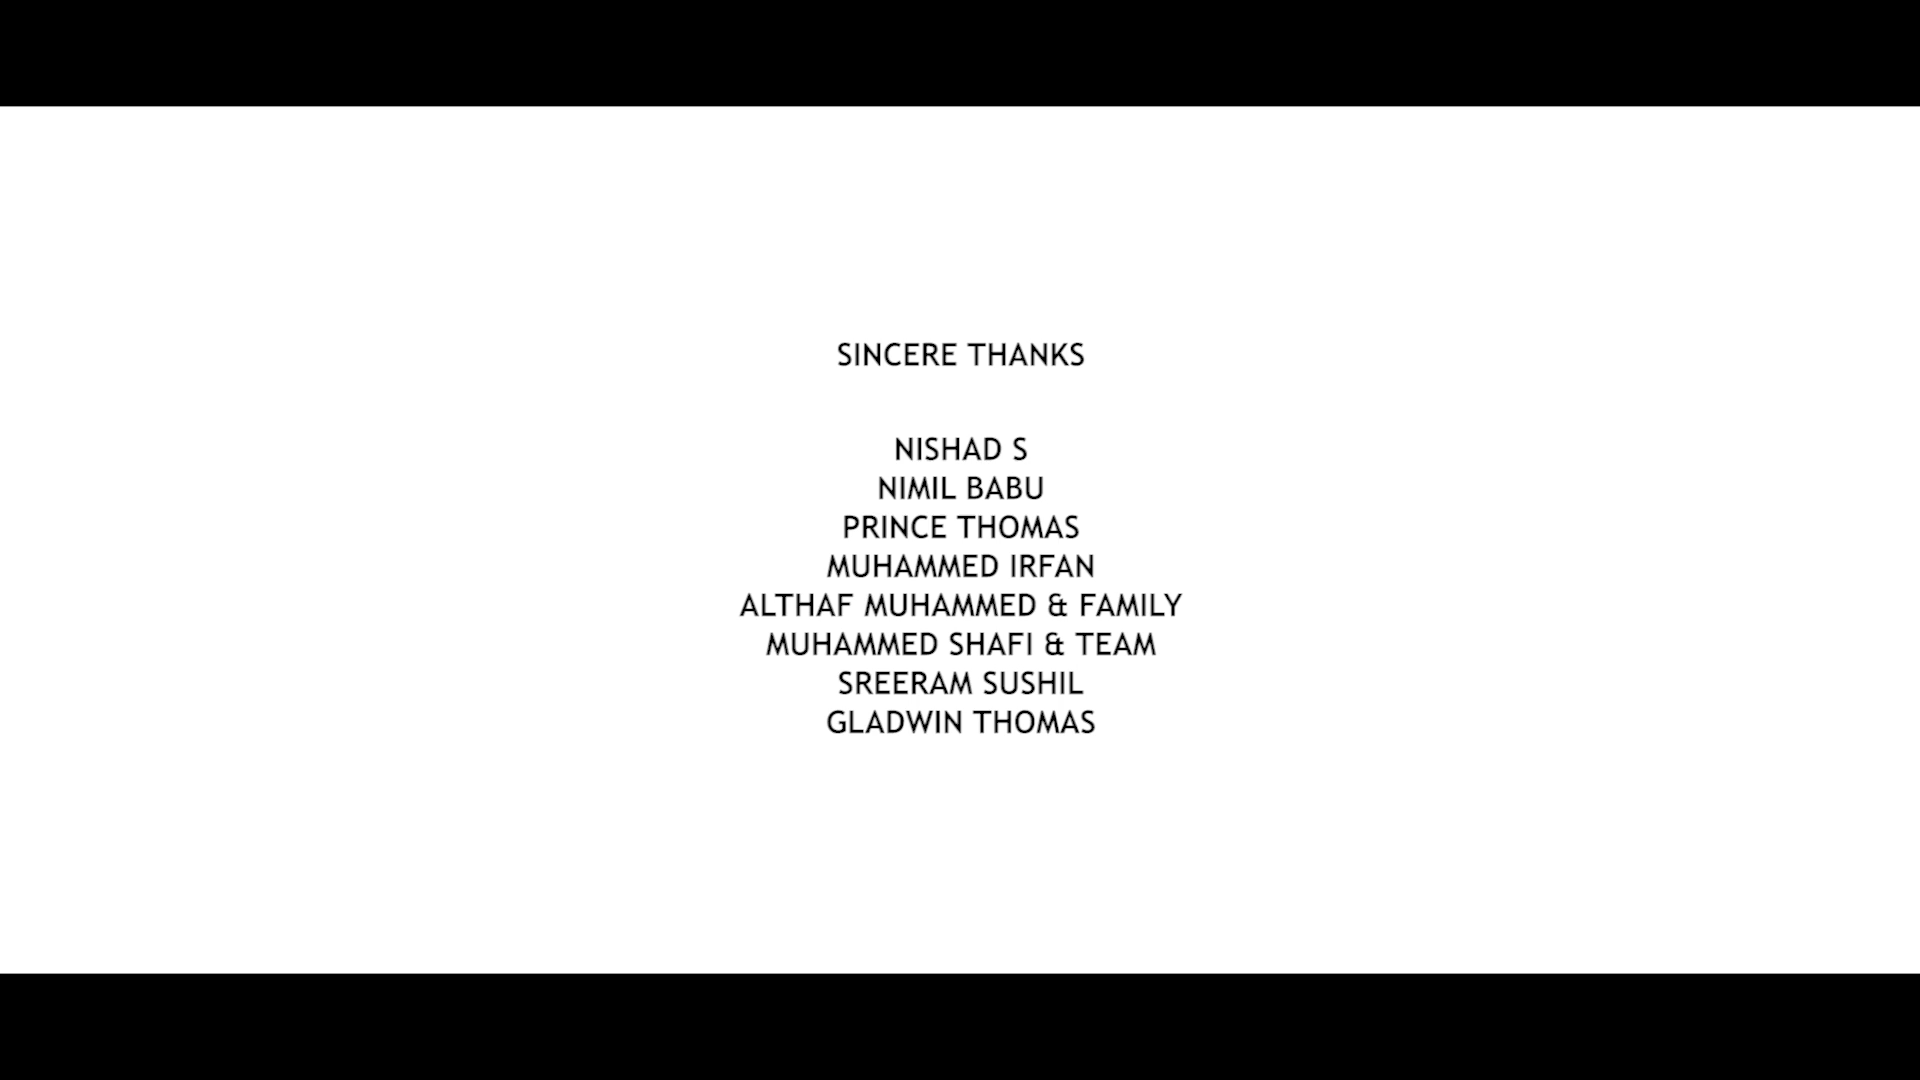 SINCERE THANKS
NISHAD S
NIMIL BABU
PRINCE THOMAS
MUHAMMED IRFAN
ALTHAF MUHAMMED & FAMILY
MUHAMMED SHAFI & TEAM
SREERAM SUSHIL
GLADWIN THOMAS